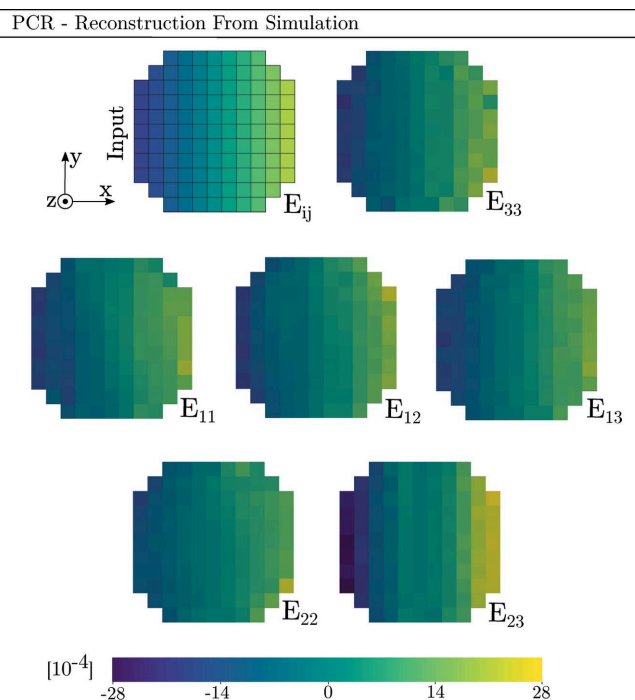 PCR - Reconstruction From Simulation
Input
y
z x
E_ij
E_33
E_11
E_12
E_13
E_22
E_23
[10^-4]
-28 -14 0 14 28